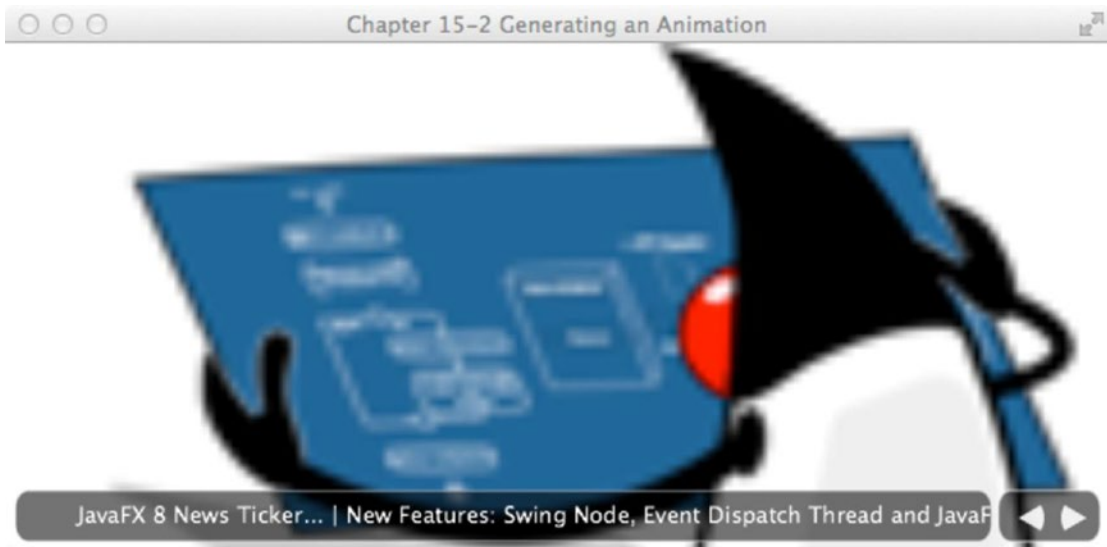 Chapter 15-2 Generating an Animation
JavaFX 8 News Ticker... | New Features: Swing Node, Event Dispatch Thread and JavaF